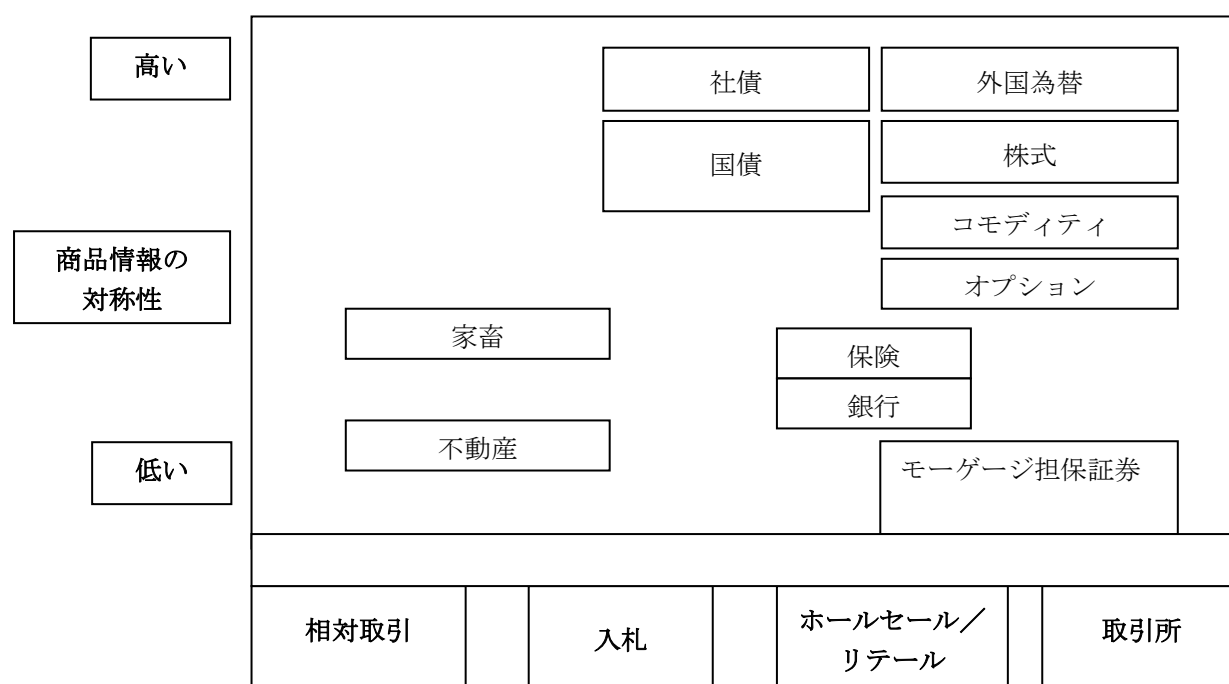 高い
社債
外国為替
国債
株式
コモディティ
商品情報の
対称性
オプション
家畜
保険
銀行
不動産
低い
モーゲージ担保証券
相対取引
入札
ホールセール／
リテール
取引所